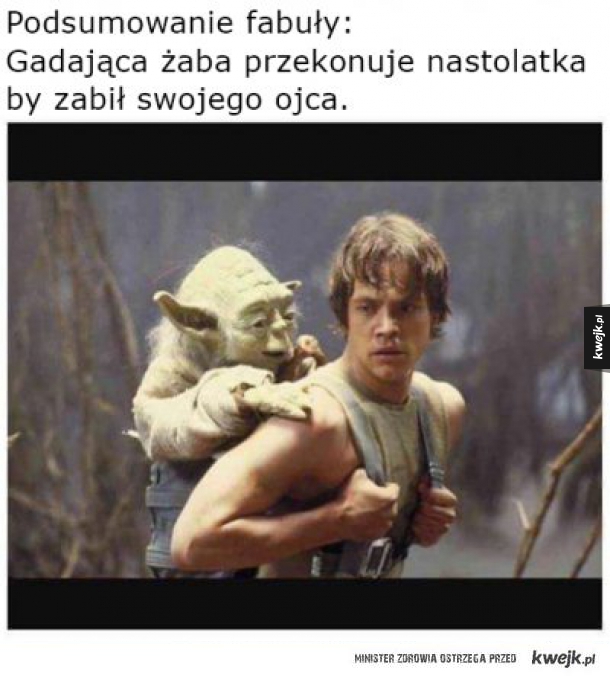 Podsumowanie fabuły:
Gadająca żaba przekonuje nastolatka
by zabił swojego ojca.
kwejk.pl
MINISTER ZDROWIA OSTRZEGA PRZED kwejk.pl